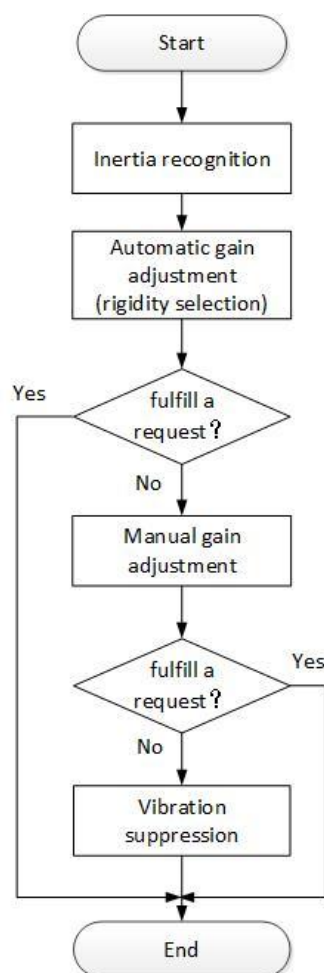 Start
Inertia recognition
Automatic gain
adjustment
(rigidity selection)
Yes
fulfill a
request?
No
Manual gain
adjustment
fulfill a
request?
Yes
No
Vibration
suppression
End